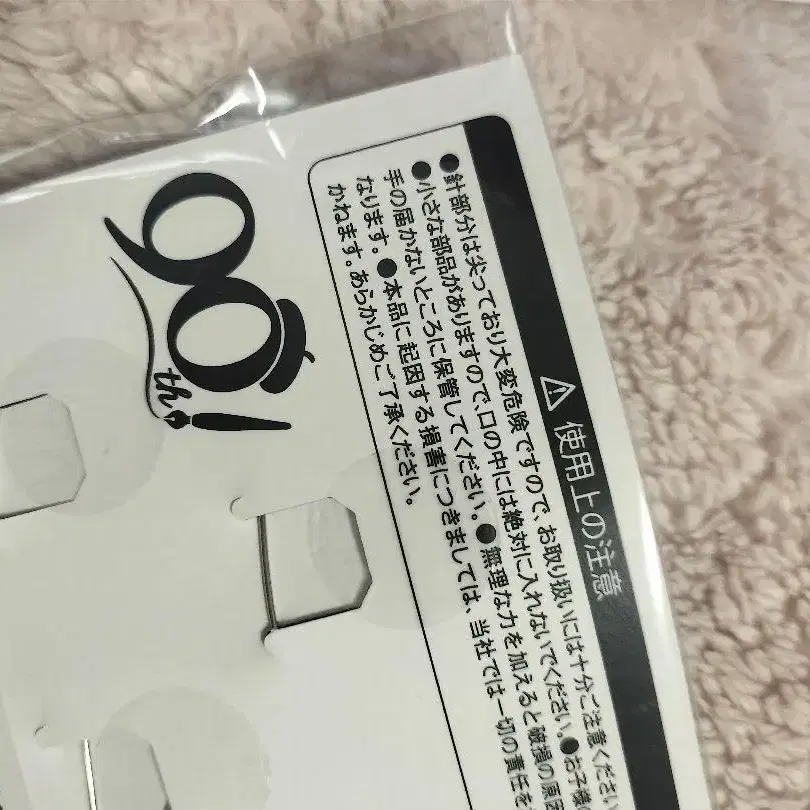 90th!
⚠ 使用上の注意
●針部分は尖っており大変危険ですので、お取り扱いには十分ご注意ください
●小さな部品がありますので、口の中には絶対に入れないでください。●お子様
手の届かないところに保管してください。●無理な力を加えると破損の原因
なります。●本品に起因する損害につきましては、当社では一切の責任を
かねます。あらかじめご了承ください。